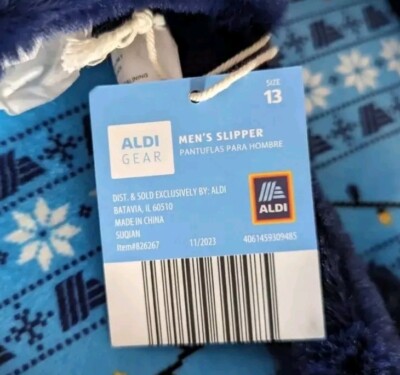 SIZE
13
ALDI
GEAR
MEN'S SLIPPER
PANTUFLAS PARA HOMBRE
DIST. & SOLD EXCLUSIVELY BY: ALDI
BATAVIA, IL 60510
MADE IN CHINA
SUQIAN
Item#826267
11/2023
4061459309485
ALDI